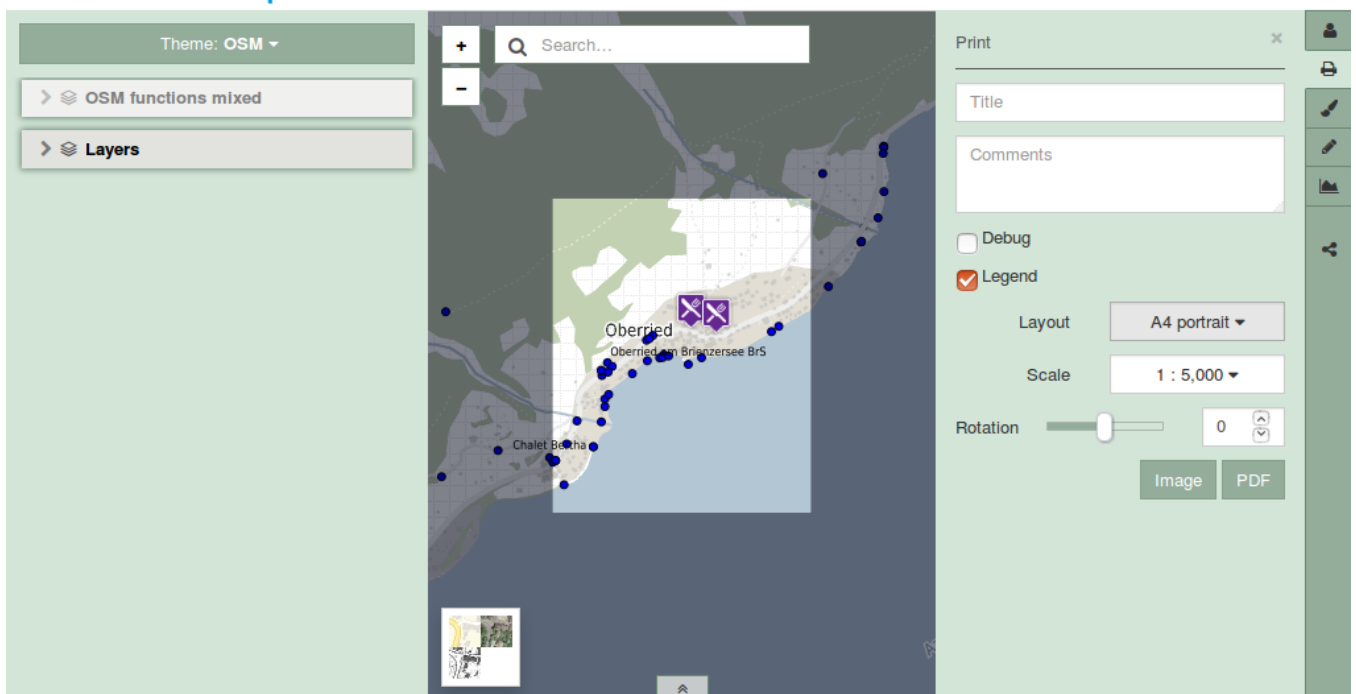 Theme: OSM
OSM functions mixed
Layers
+
−
Search…
Oberried
Oberried am Brienzersee BrS
Chalet Bertha
Print
×
Title
Comments
Debug
Legend
Layout
A4 portrait
Scale
1 : 5,000
Rotation
0
Image
PDF